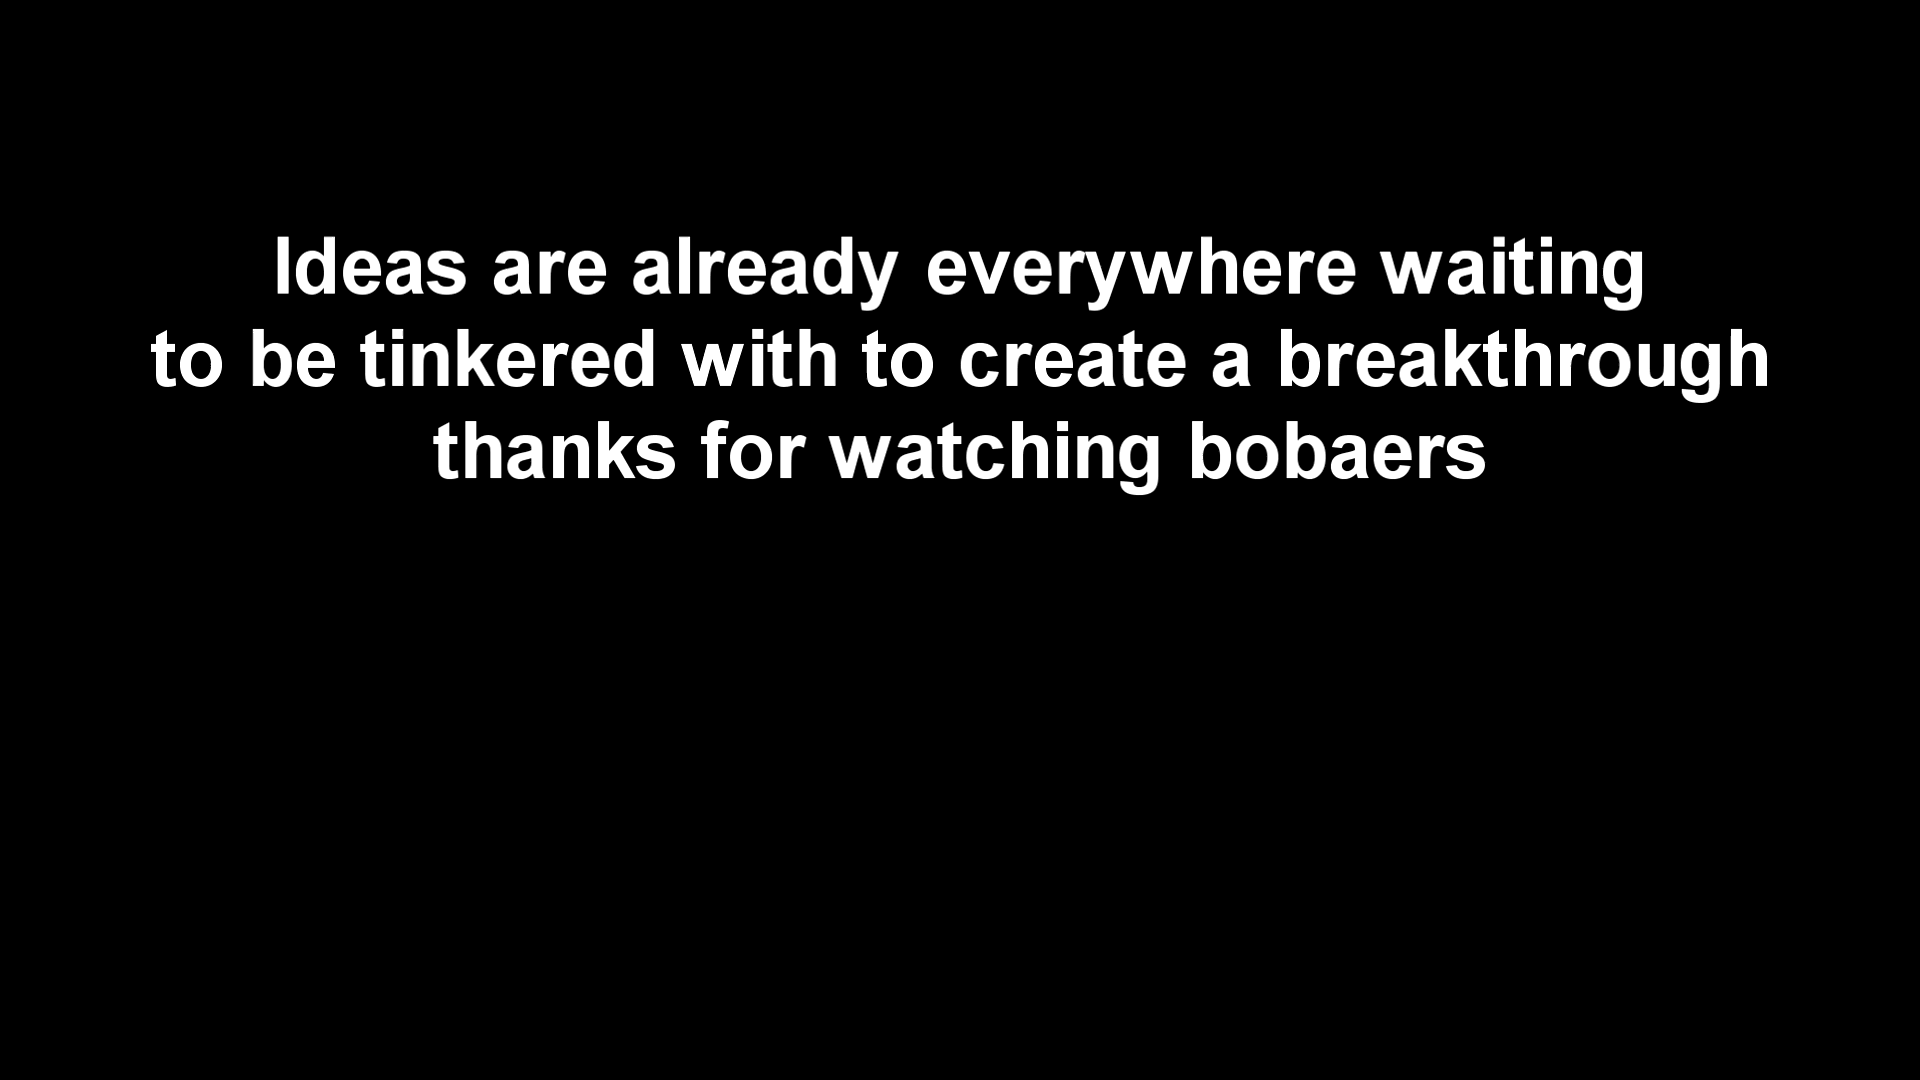 Ideas are already everywhere waiting
to be tinkered with to create a breakthrough
thanks for watching bobaers